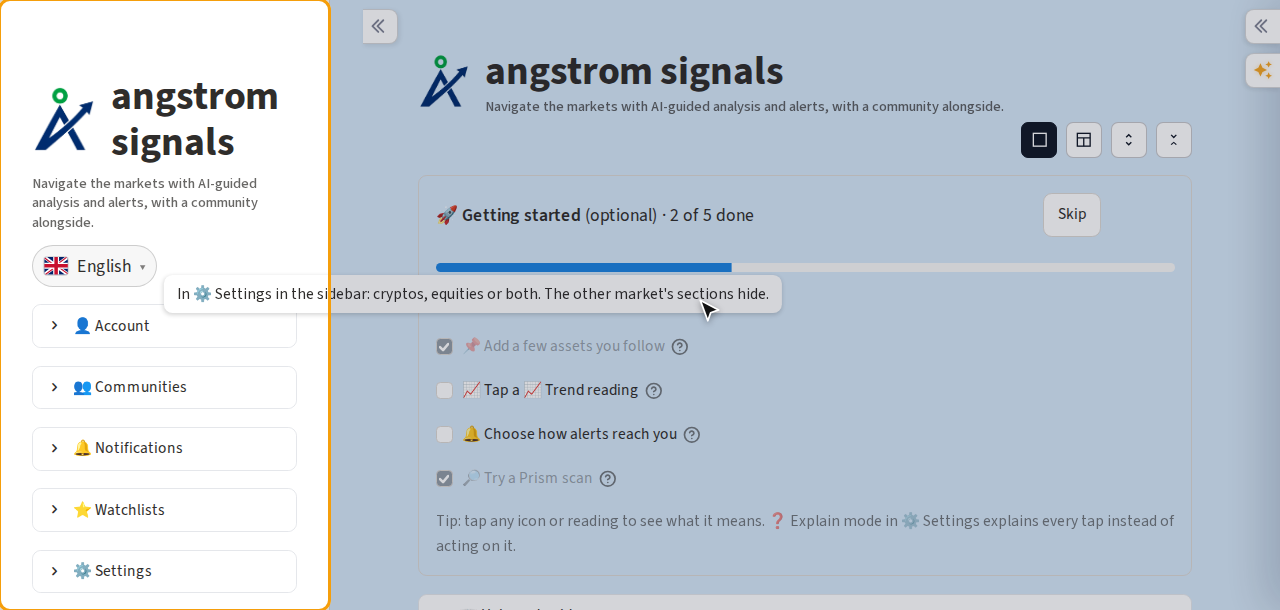 angstrom
signals
Navigate the markets with AI-guided
analysis and alerts, with a community
alongside.
English
👤 Account
👥 Communities
🔔 Notifications
⭐ Watchlists
⚙️ Settings
angstrom signals
Navigate the markets with AI-guided analysis and alerts, with a community alongside.
🚀 Getting started (optional) · 2 of 5 done
Skip
In ⚙️ Settings in the sidebar: cryptos, equities or both. The other market's sections hide.
📌 Add a few assets you follow
📈 Tap a 📈 Trend reading
🔔 Choose how alerts reach you
🔎 Try a Prism scan
Tip: tap any icon or reading to see what it means. ❓ Explain mode in ⚙️ Settings explains every tap instead of
acting on it.